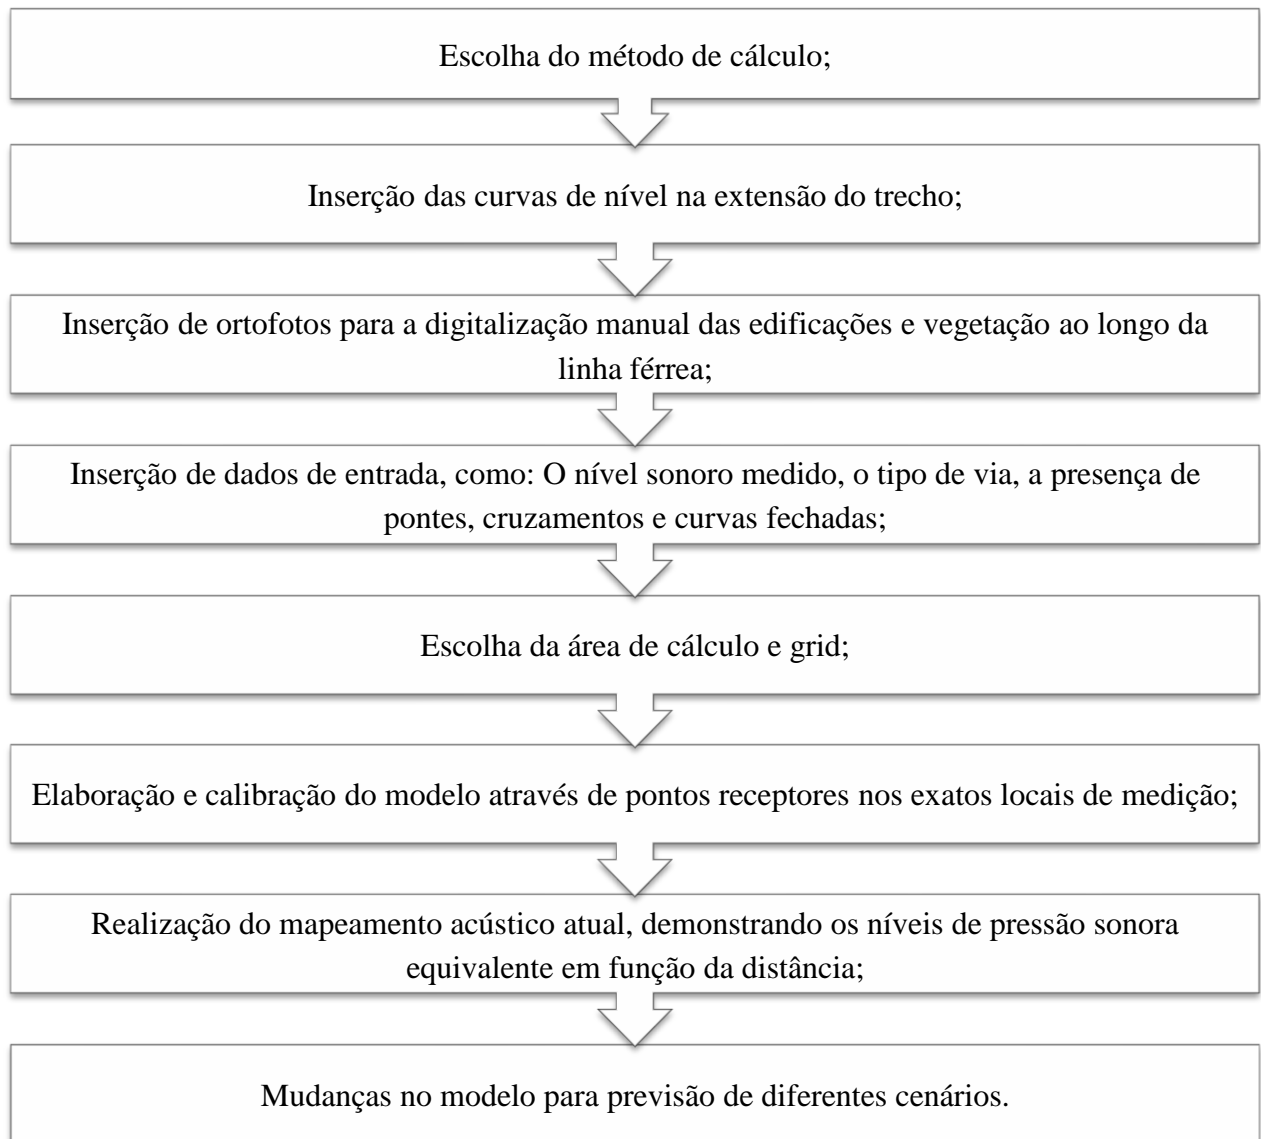 Escolha do método de cálculo;
Inserção das curvas de nível na extensão do trecho;
Inserção de ortofotos para a digitalização manual das edificações e vegetação ao longo da
linha férrea;
Inserção de dados de entrada, como: O nível sonoro medido, o tipo de via, a presença de
pontes, cruzamentos e curvas fechadas;
Escolha da área de cálculo e grid;
Elaboração e calibração do modelo através de pontos receptores nos exatos locais de medição;
Realização do mapeamento acústico atual, demonstrando os níveis de pressão sonora
equivalente em função da distância;
Mudanças no modelo para previsão de diferentes cenários.